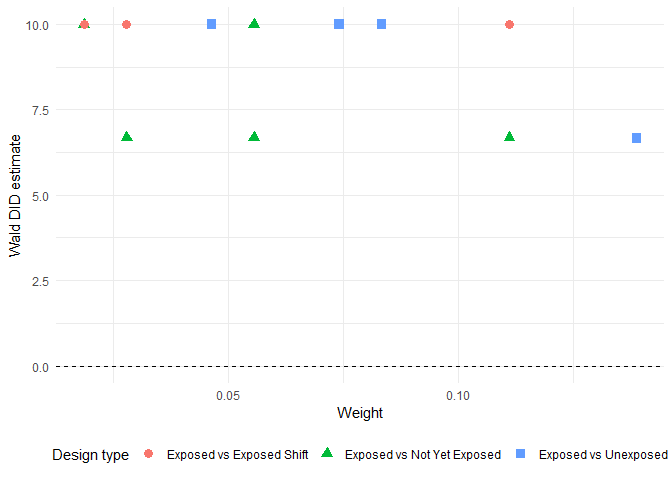 10.0
7.5
5.0
2.5
0.0
Wald DID estimate
0.05 0.10
Weight
Design type Exposed vs Exposed Shift Exposed vs Not Yet Exposed Exposed vs Unexposed